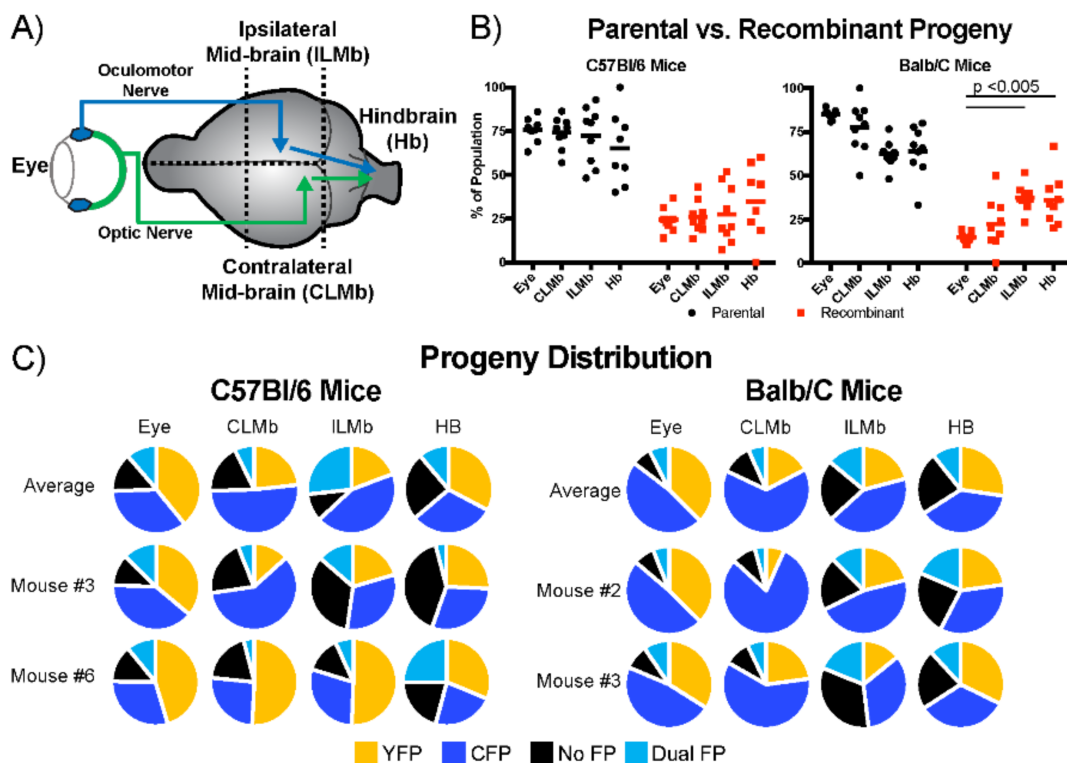 A)
Ipsilateral
Mid-brain (ILMb)
Oculomotor
Nerve
Hindbrain
(Hb)
Eye
Optic Nerve
Contralateral
Mid-brain (CLMb)
B)
Parental vs. Recombinant Progeny
C57Bl/6 Mice
Balb/C Mice
% of Population
100
75
50
25
0
Eye
CLMb
ILMb
Hb
Eye
CLMb
ILMb
Hb
p <0.005
100
75
50
25
0
Eye
CLMb
ILMb
Hb
Eye
CLMb
ILMb
Hb
Parental
Recombinant
C)
Progeny Distribution
C57Bl/6 Mice
Balb/C Mice
Eye CLMb ILMb HB
Eye CLMb ILMb HB
Average
Average
Mouse #3
Mouse #2
Mouse #6
Mouse #3
YFP CFP No FP Dual FP